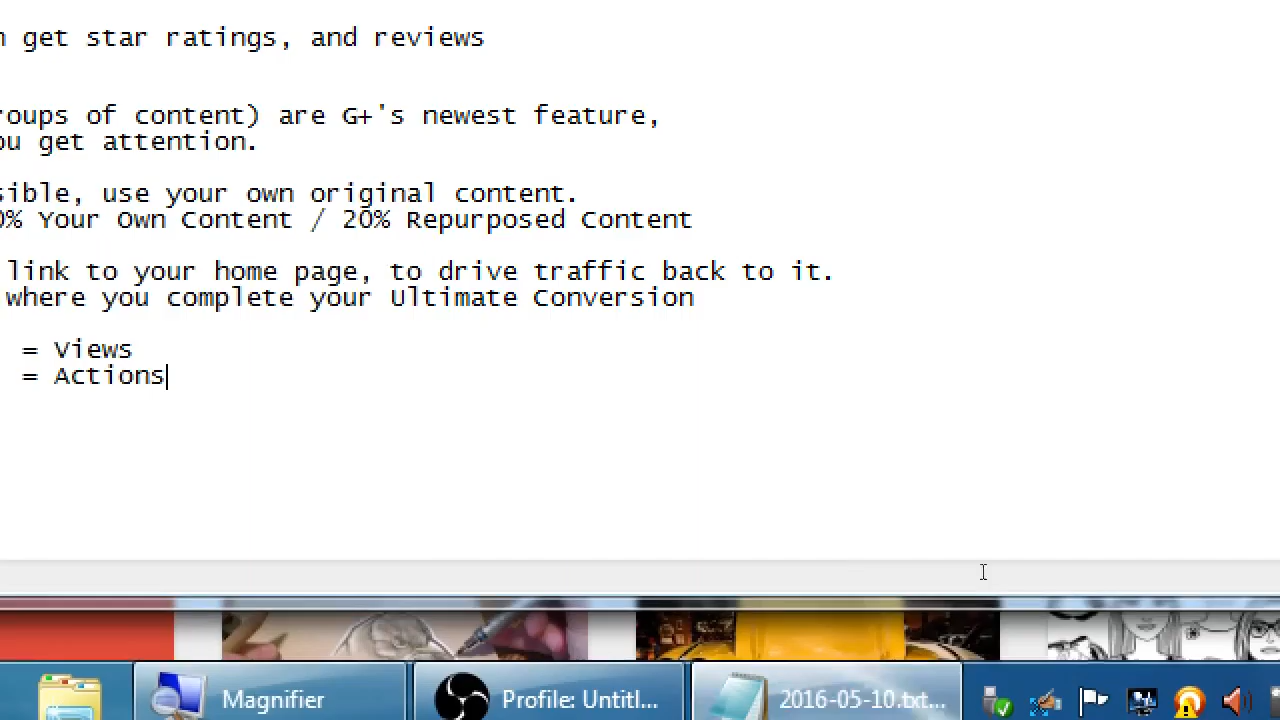 get star ratings, and reviews
roups of content) are G+'s newest feature,
ou get attention.
sible, use your own original content.
0% Your Own Content / 20% Repurposed Content
link to your home page, to drive traffic back to it.
where you complete your Ultimate Conversion
= Views
= Actions
Magnifier
Profile: Untitl...
2016-05-10.txt...